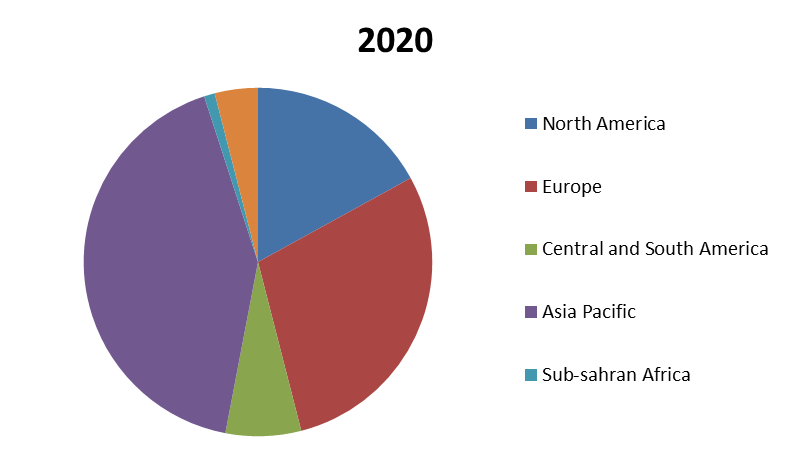 2020
North America
Europe
Central and South America
Asia Pacific
Sub-sahran Africa